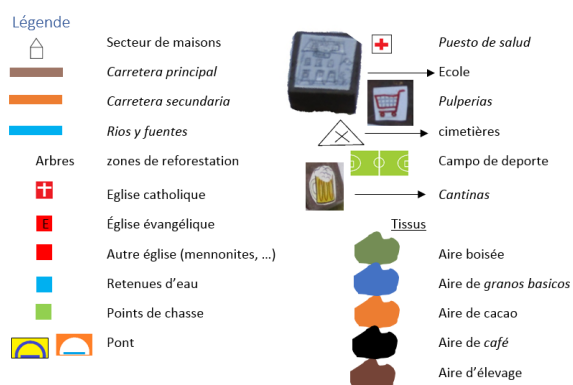 Légende
Secteur de maisons
Carretera principal
Carretera secundaria
Rios y fuentes
Arbres zones de reforestation
Eglise catholique
E Église évangélique
Autre église (mennonites, ...)
Retenues d'eau
Points de chasse
Pont
Puesto de salud
Ecole
Pulperias
cimetières
Campo de deporte
Cantinas
Tissus
Aire boisée
Aire de granos basicos
Aire de cacao
Aire de café
Aire d'élevage